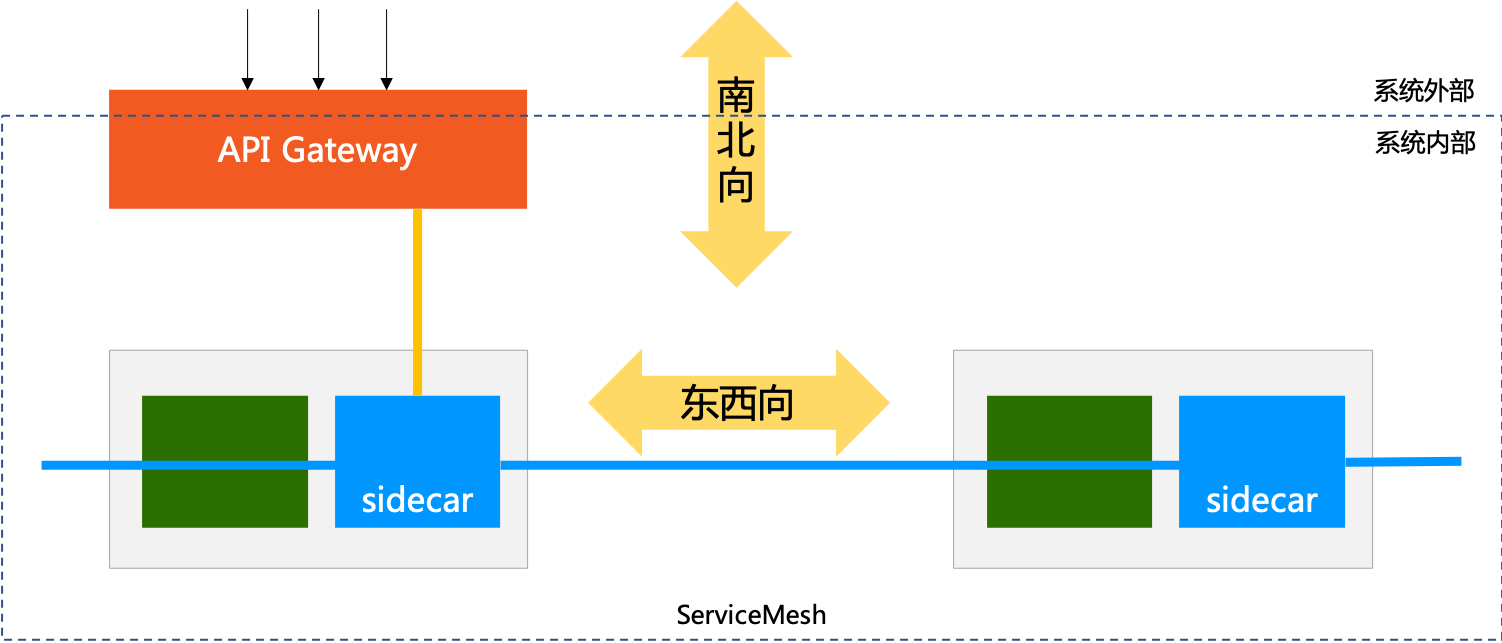 系统外部
API Gateway
南
北
向
系统内部
东西向
sidecar
sidecar
ServiceMesh